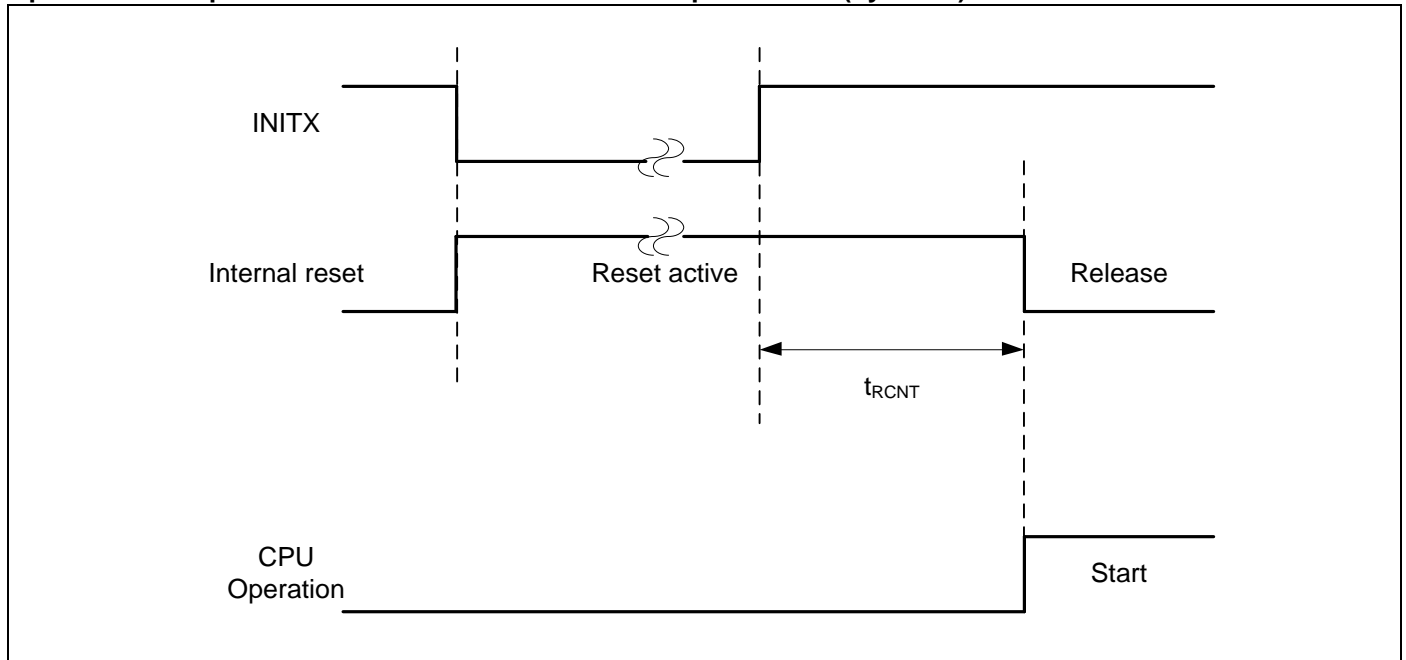 INITX
Internal reset
Reset active
Release
tRCNT
CPU
Operation
Start